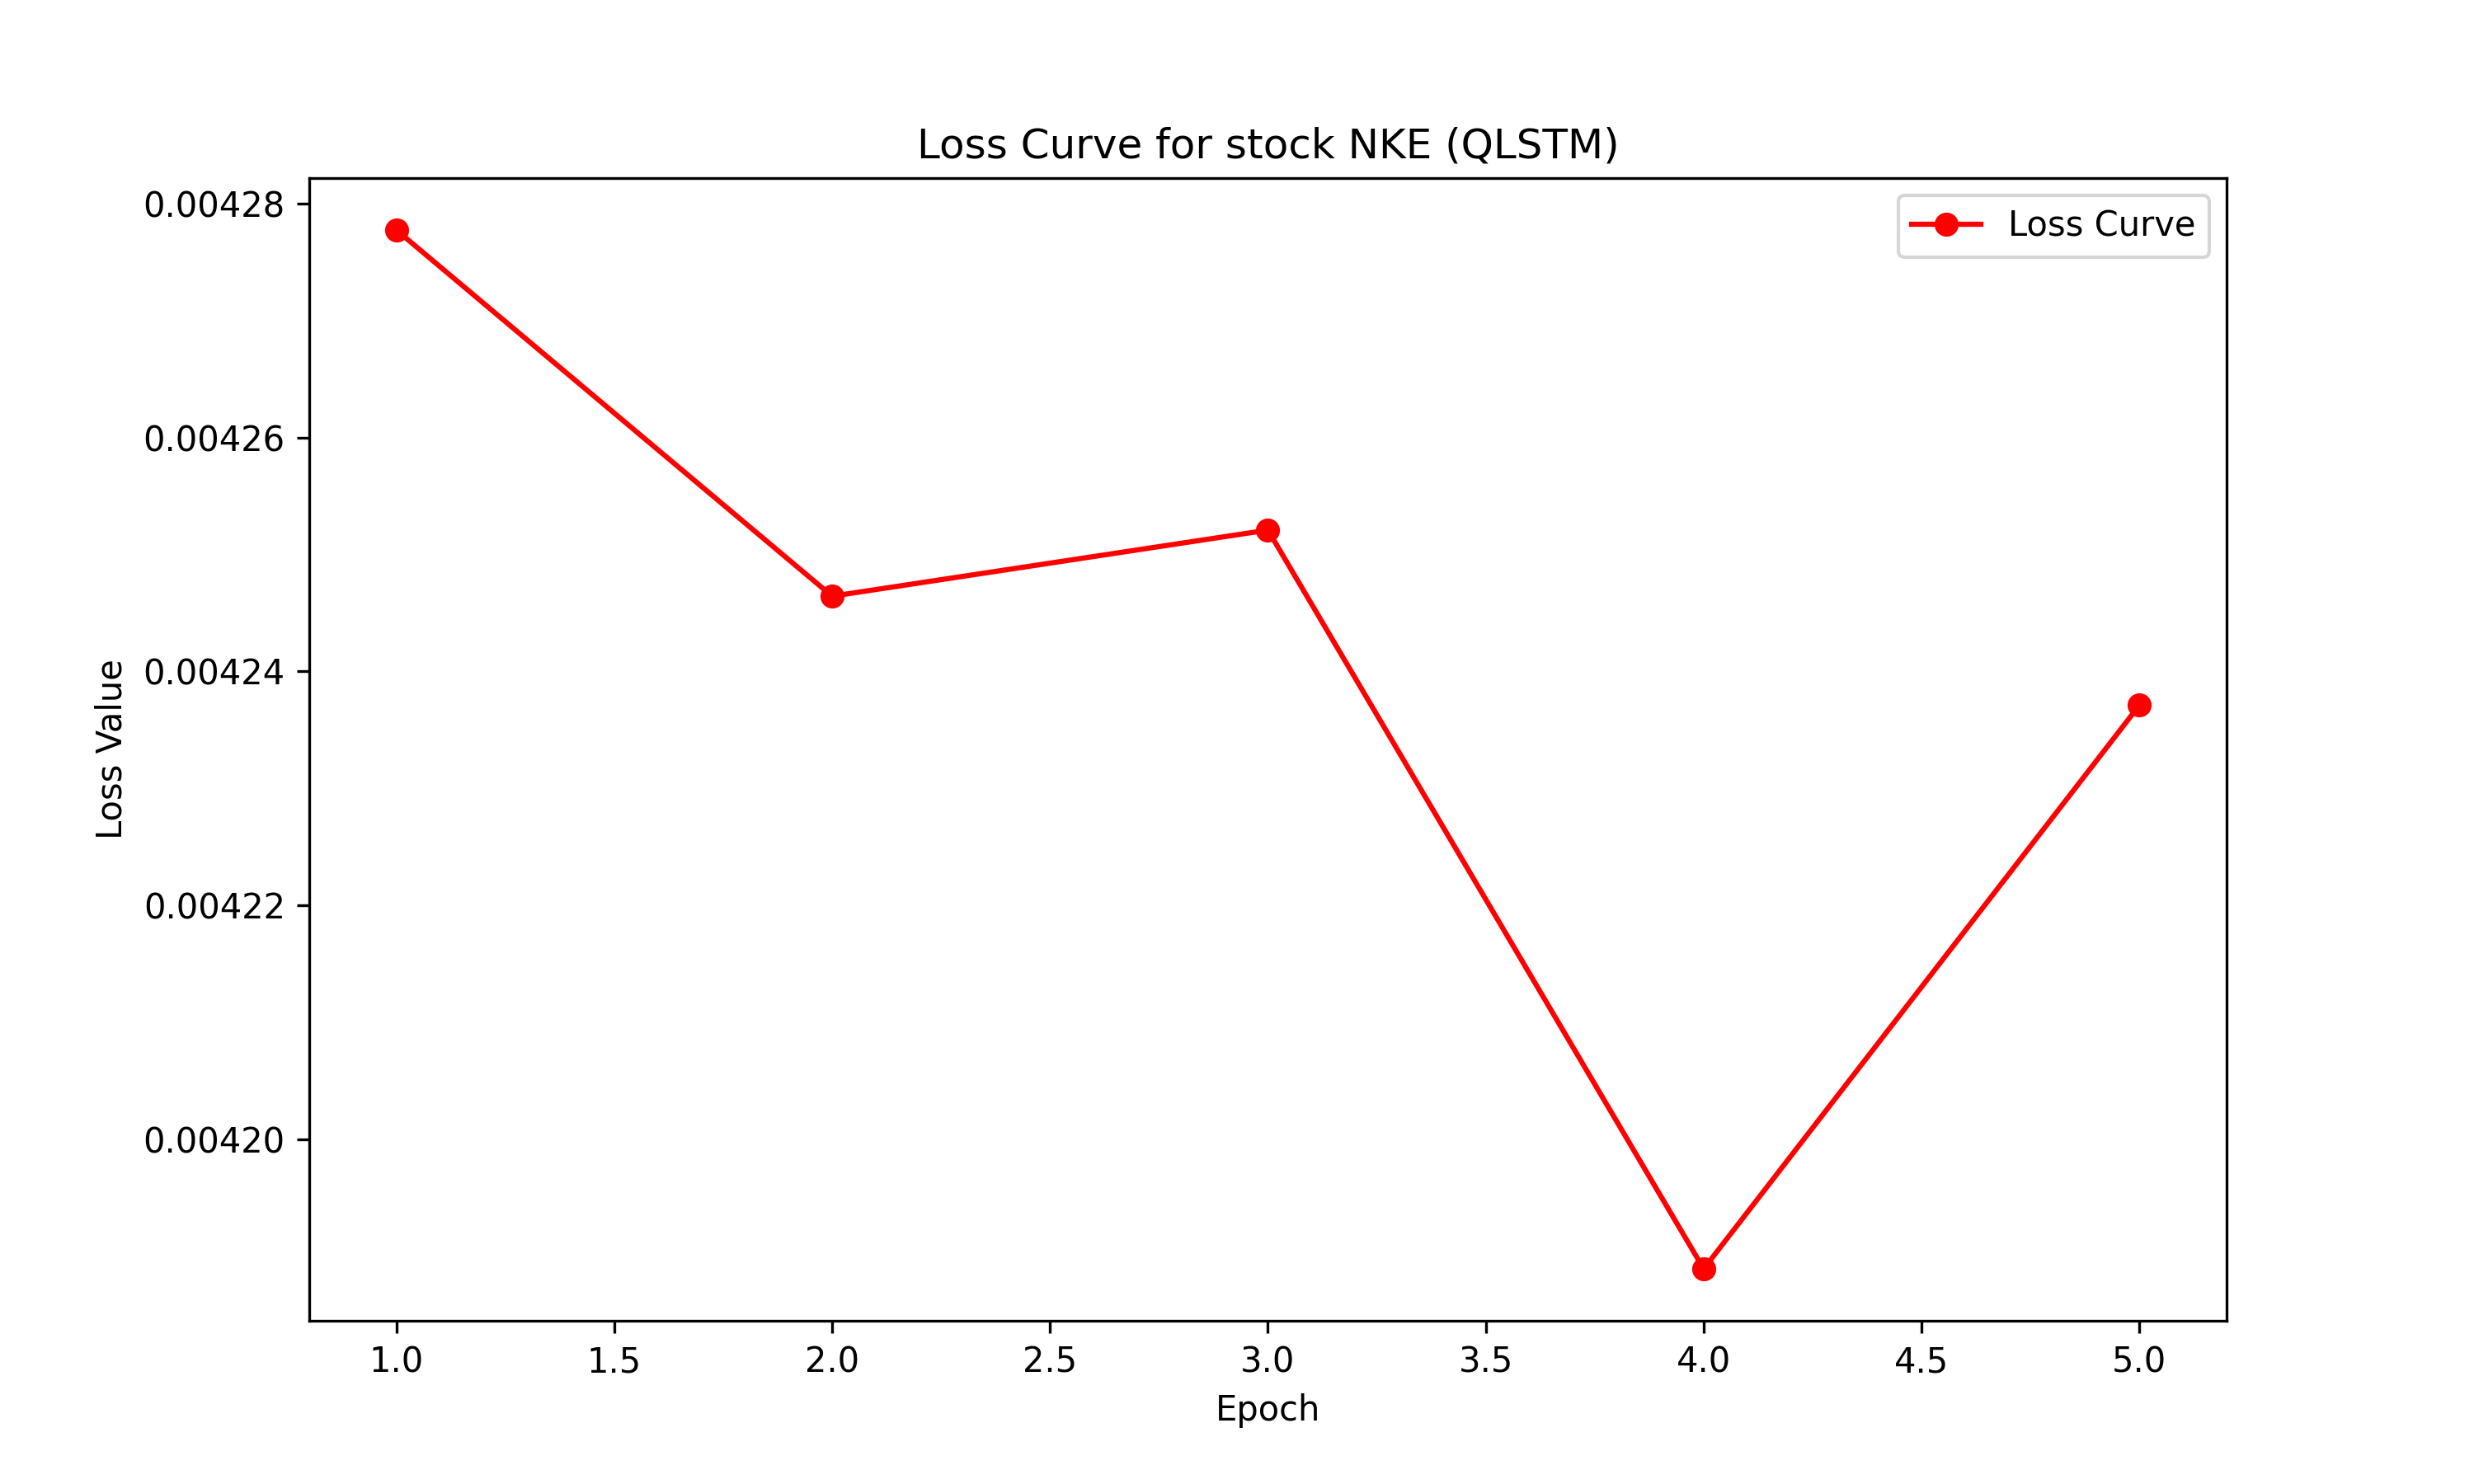 Loss Curve for stock NKE (QLSTM)
Loss Curve
0.00428
0.00426
0.00424
0.00422
0.00420
Loss Value
1.0 1.5 2.0 2.5 3.0 3.5 4.0 4.5 5.0
Epoch